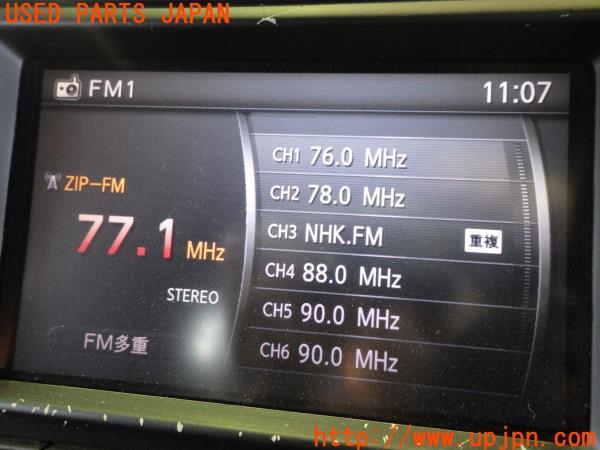 USED PARTS JAPAN
FM1
11:07
ZIP-FM
77.1 MHz
STEREO
FM多重
CH1 76.0 MHz
CH2 78.0 MHz
CH3 NHK.FM 重複
CH4 88.0 MHz
CH5 90.0 MHz
CH6 90.0 MHz
http://www.upjpn.com